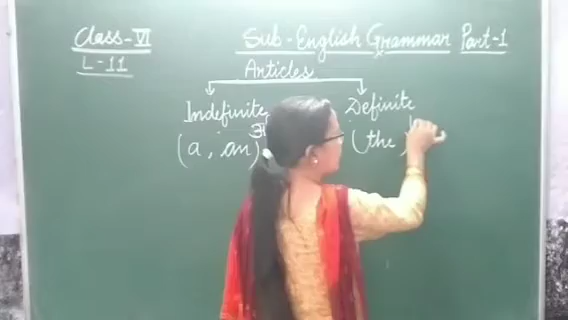 Class-VI Sub-English Grammar Part-1
L-11
Articles
Indefinite Definite
(a, an) (the)